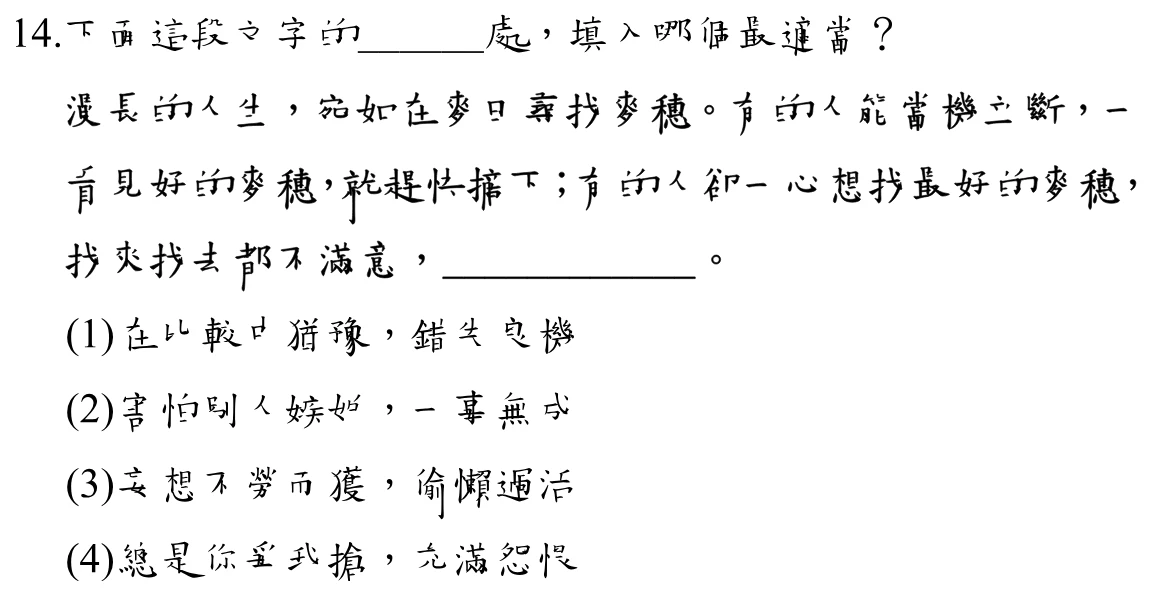 14.下面這段文字的______處，填入哪個最適當？
漫長的人生，宛如在麥田尋找麥穗。有的人能當機立斷，一
看見好的麥穗，就趕快摘下；有的人卻一心想找最好的麥穗，
找來找去都不滿意，____________。
(1)在比較中猶豫，錯失良機
(2)害怕別人嫉妒，一事無成
(3)妄想不勞而獲，偷懶過活
(4)總是你爭我搶，充滿怨恨